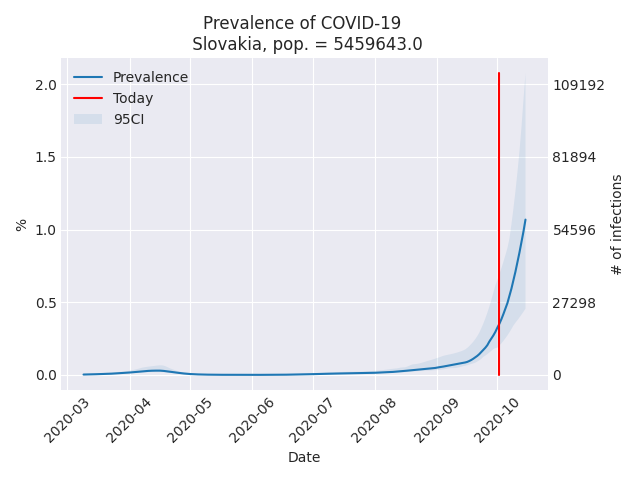 Prevalence of COVID-19
Slovakia, pop. = 5459643.0
Prevalence
Today
95CI
2.0
1.5
1.0
0.5
0.0
%
109192
81894
54596
27298
0
# of infections
2020-03
2020-04
2020-05
2020-06
2020-07
2020-08
2020-09
2020-10
Date